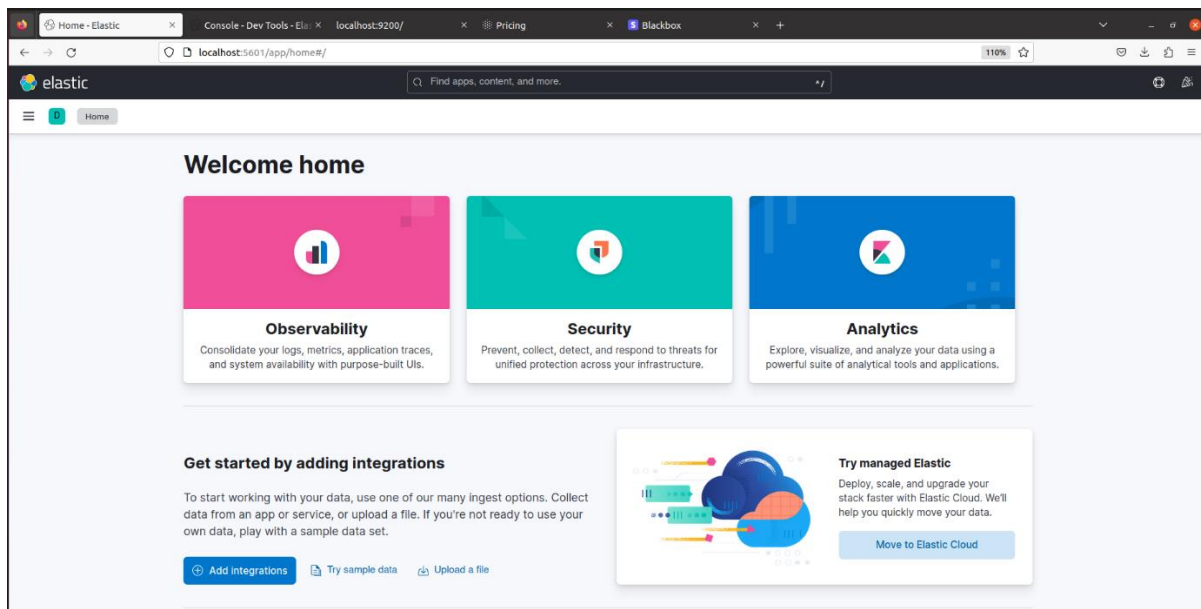 Home - Elastic
Console - Dev Tools - Elas
localhost:9200/
Pricing
Blackbox
localhost:5601/app/home#/
110%
elastic
Find apps, content, and more.
^/
D
Home
Welcome home
Observability
Consolidate your logs, metrics, application traces,
and system availability with purpose-built UIs.
Security
Prevent, collect, detect, and respond to threats for
unified protection across your infrastructure.
Analytics
Explore, visualize, and analyze your data using a
powerful suite of analytical tools and applications.
Get started by adding integrations
To start working with your data, use one of our many ingest options. Collect
data from an app or service, or upload a file. If you're not ready to use your
own data, play with a sample data set.
Add integrations
Try sample data
Upload a file
Try managed Elastic
Deploy, scale, and upgrade your
stack faster with Elastic Cloud. We'll
help you quickly move your data.
Move to Elastic Cloud